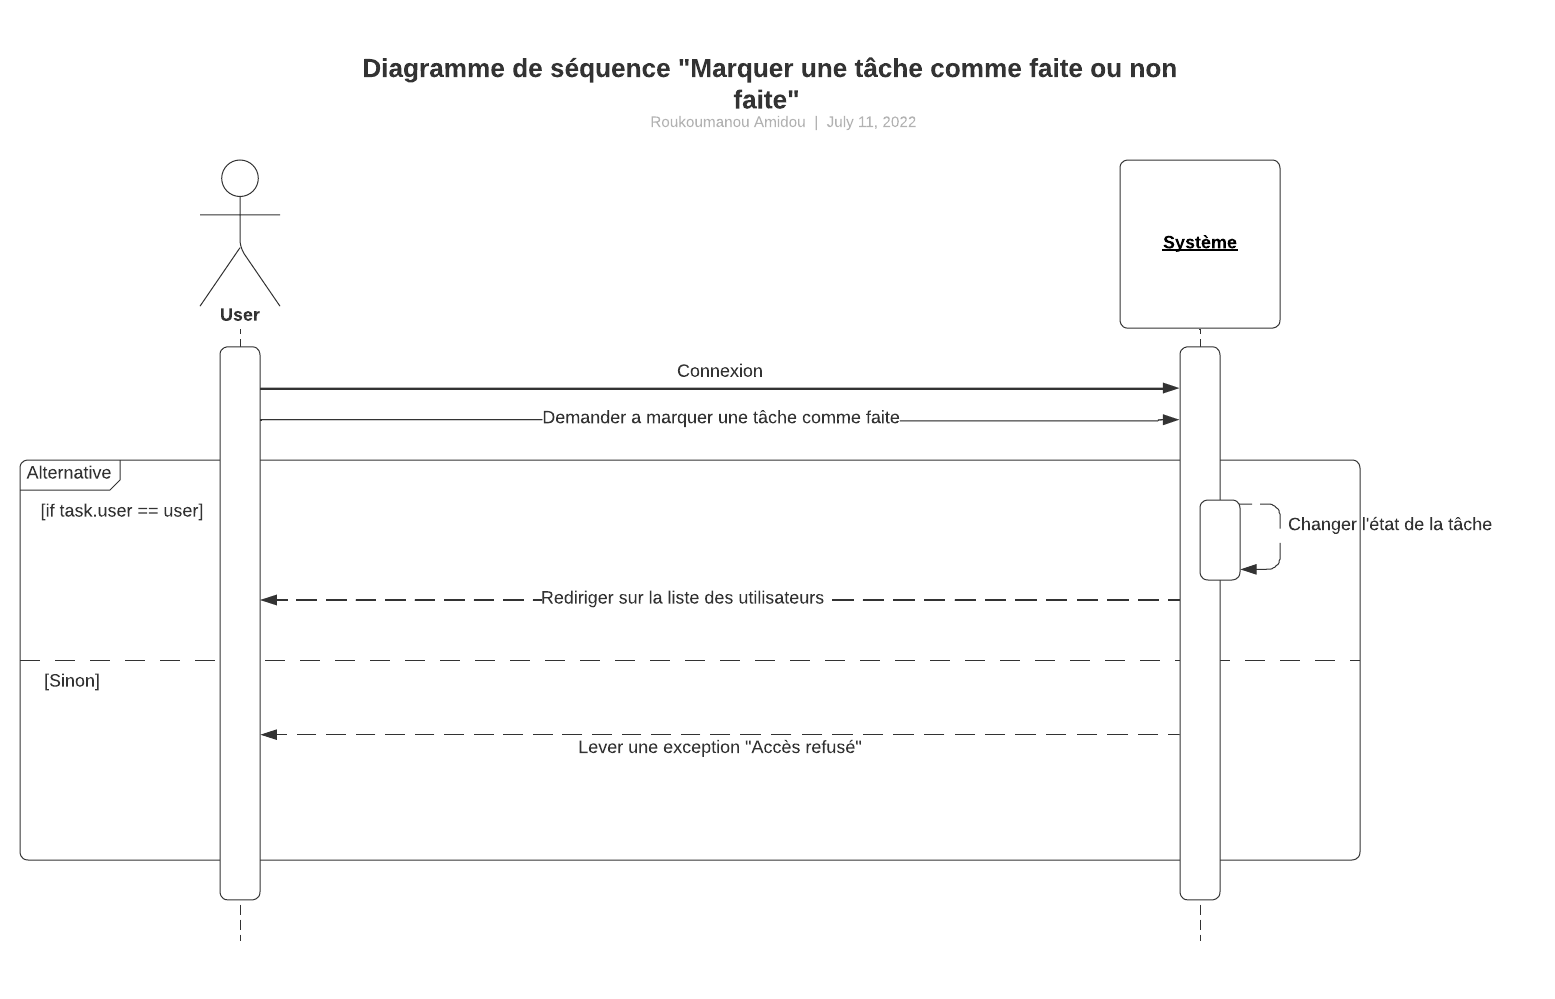 Diagramme de séquence "Marquer une tâche comme faite ou non
faite"
Roukoumanou Amidou | July 11, 2022
Système
User
Connexion
Demander a marquer une tâche comme faite
Alternative
[if task.user == user]
Changer l'état de la tâche
Rediriger sur la liste des utilisateurs
[Sinon]
Lever une exception "Accès refusé"